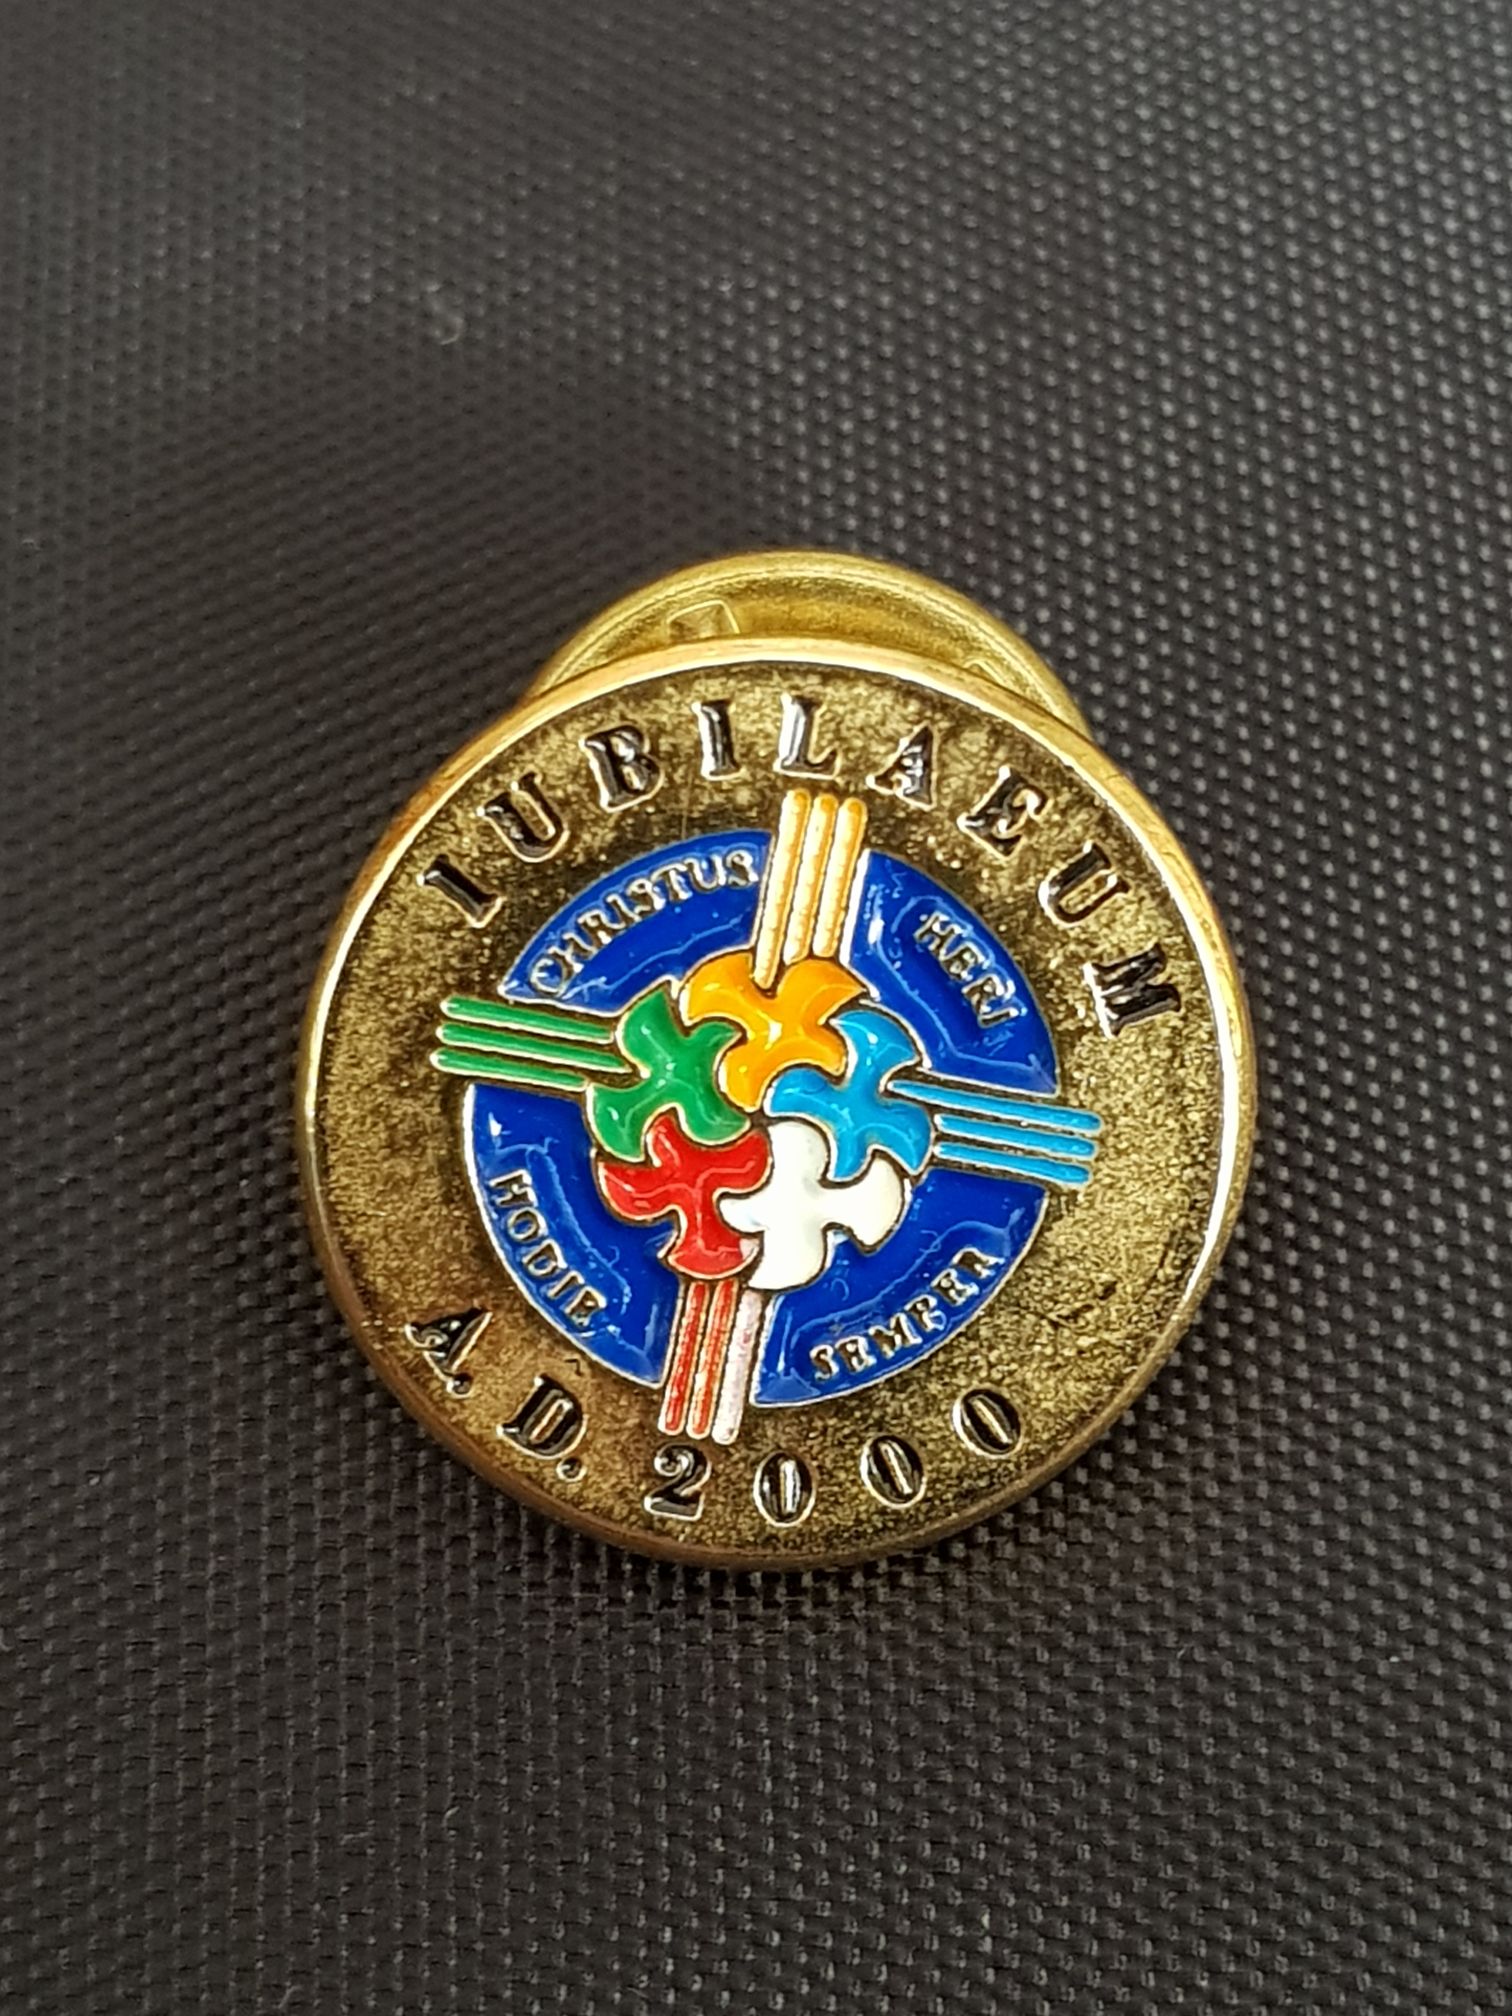 IUBILAEUM
CHRISTUS
HERI
HODIE
SEMPER
A.D. 2000